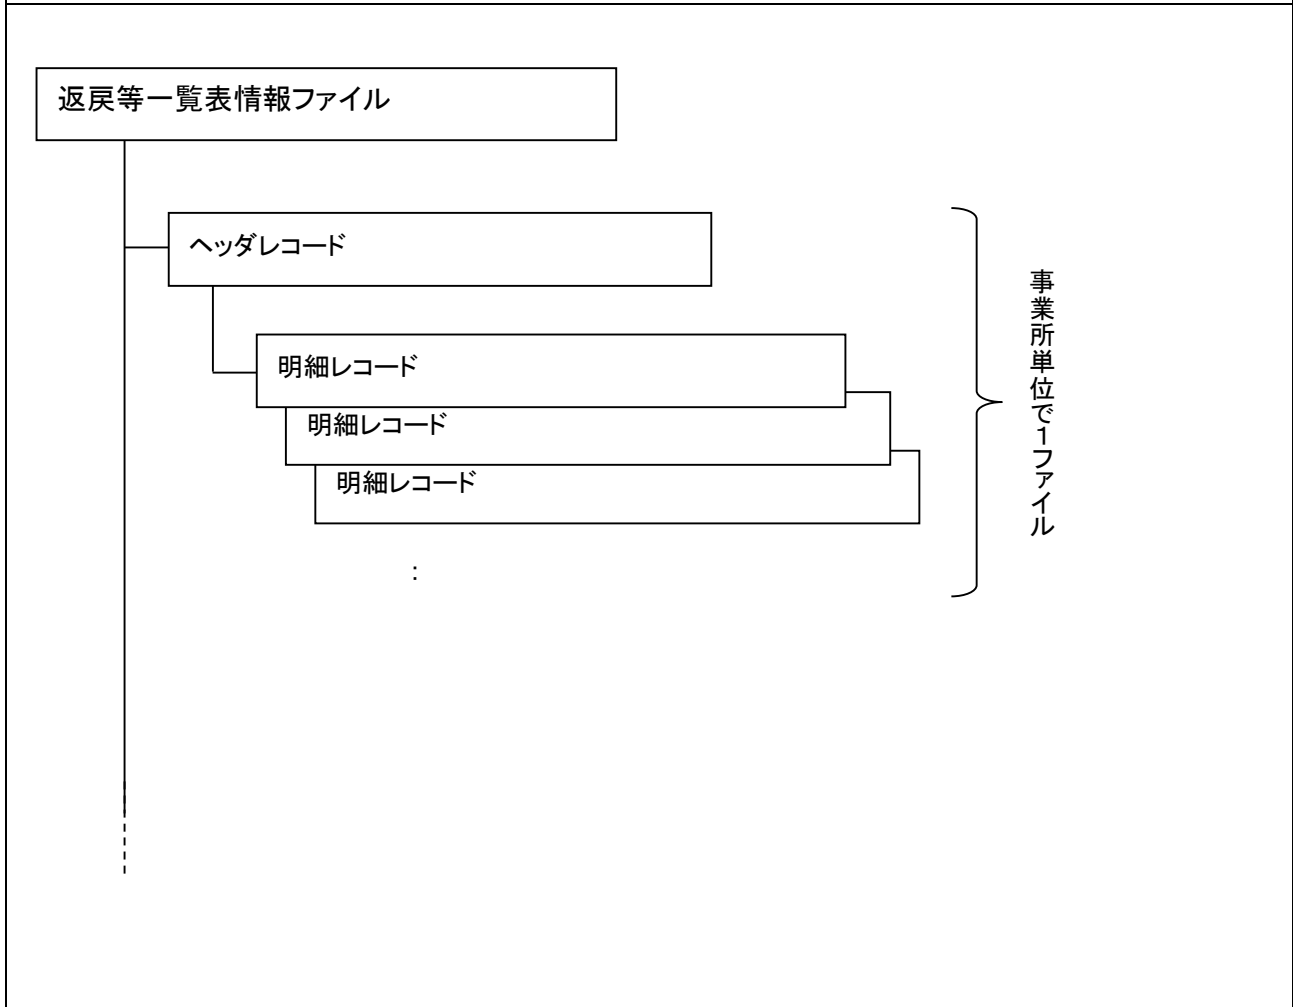 返戻等一覧表情報ファイル
ヘッダレコード
明細レコード
明細レコード
明細レコード
:
事業所単位で1ファイル